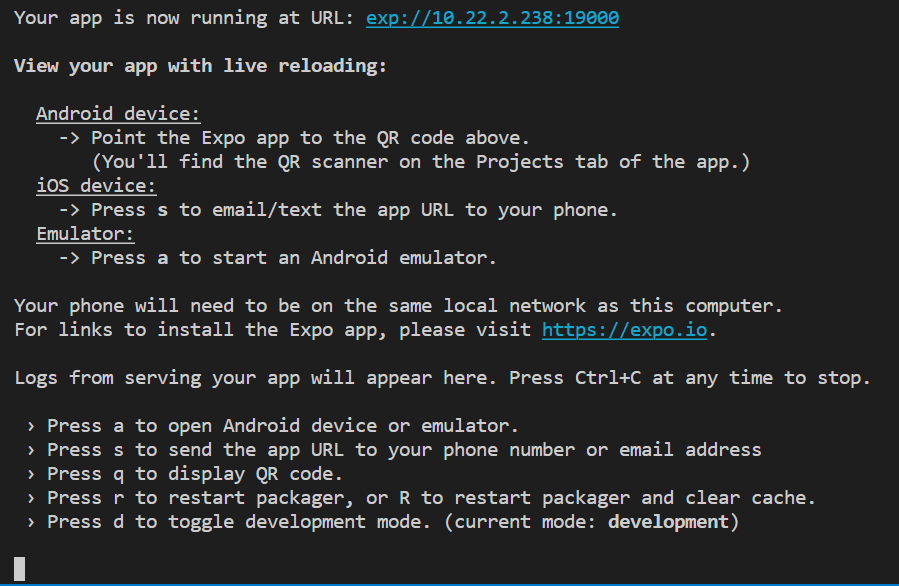 Your app is now running at URL: exp://10.22.2.238:19000
View your app with live reloading:
Android device:
-> Point the Expo app to the QR code above.
(You'll find the QR scanner on the Projects tab of the app.)
iOS device:
-> Press s to email/text the app URL to your phone.
Emulator:
-> Press a to start an Android emulator.
Your phone will need to be on the same local network as this computer.
For links to install the Expo app, please visit https://expo.io.
Logs from serving your app will appear here. Press Ctrl+C at any time to stop.
› Press a to open Android device or emulator.
› Press s to send the app URL to your phone number or email address
› Press q to display QR code.
› Press r to restart packager, or R to restart packager and clear cache.
› Press d to toggle development mode. (current mode: development)